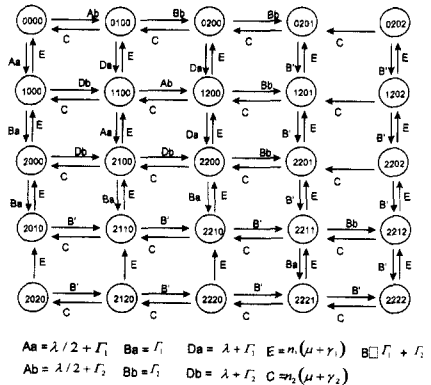 Ab Bb Bb
0000 0100 0200 0201 0202
C C C C
Aa E Da E Da E B' E E
Db Ab Bb
1000 1100 1200 1201 1202
C C C C
Ba E Aa E Da E B' E B' E
Db Db Bb
2000 2100 2200 2201 2202
C C C C
Ba E Ba E Ba E B' E B' E
B' B' B' Bb
2010 2110 2210 2211 2212
C C C C
E E E Ba E B' E
B' B' B' B'
2020 2120 2220 2221 2222
C C C C
Aa = λ/2 + Γ₁ Ba = Γ₁ Da = λ + Γ₁ E = n₁(μ + γ₁) B□ Γ₁ + Γ₂
Ab = λ/2 + Γ₂ Bb = Γ₂ Db = λ + Γ₂ C = n₂(μ + γ₂)